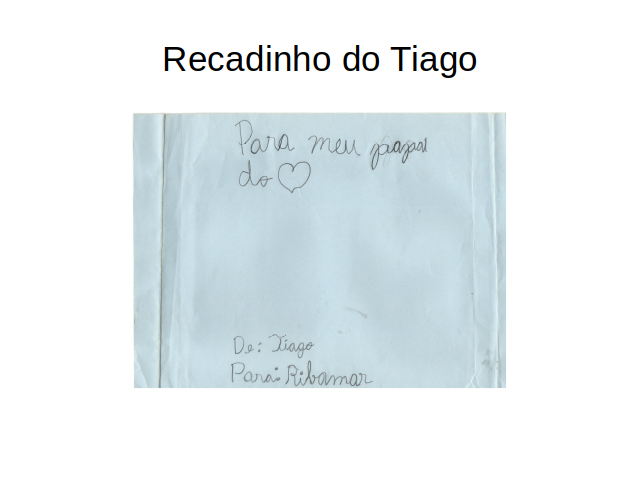 Recadinho do Tiago
Para meu papai
do
De: Tiago
Para: Ribamar